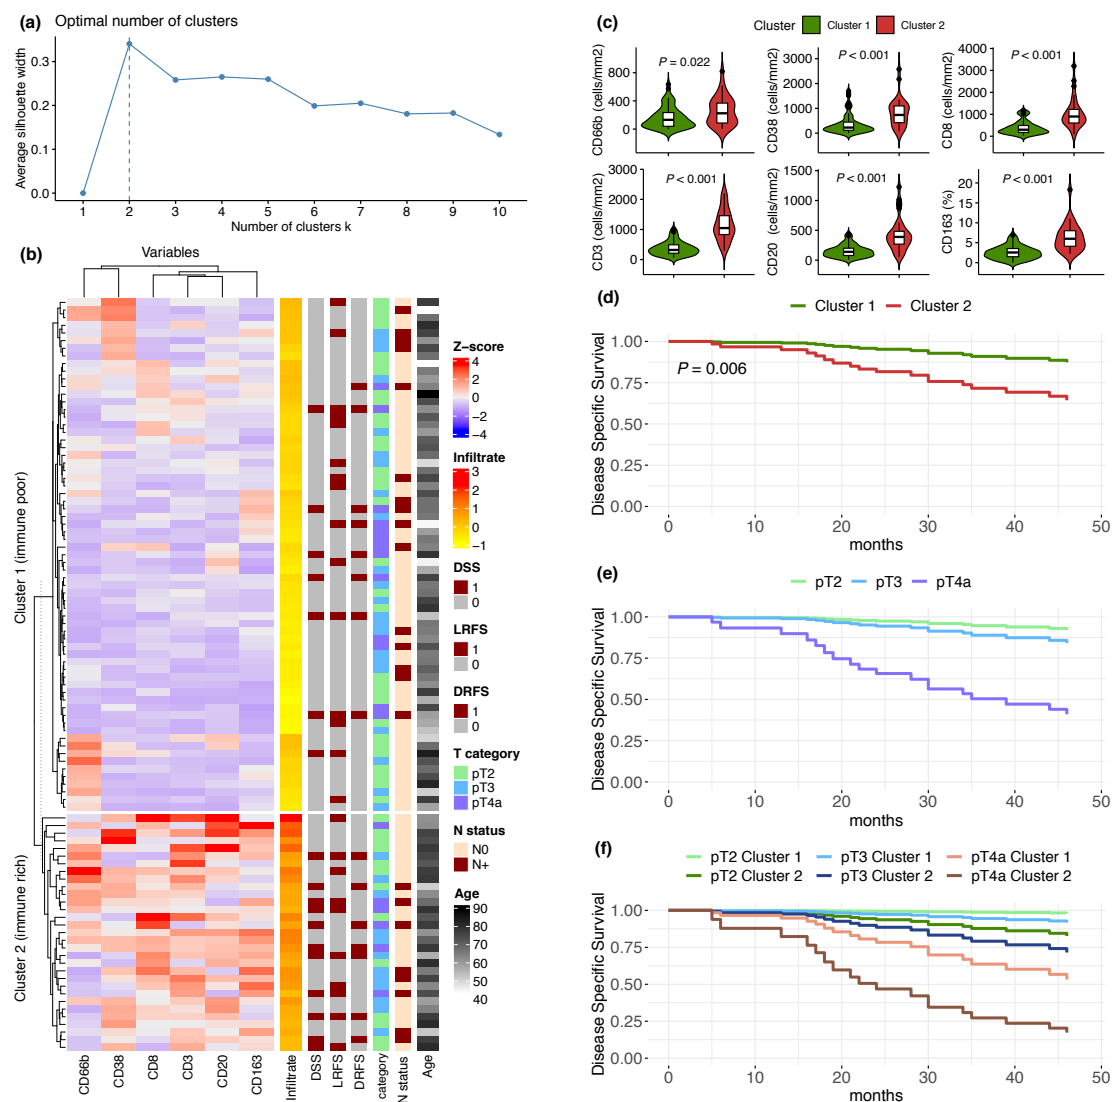 (a)
Optimal number of clusters
Average silhouette width
0.3
0.2
0.1
0.0
1 2 3 4 5 6 7 8 9 10
Number of clusters k
(b)
Variables
Cluster 1 (immune poor)
Cluster 2 (immune rich)
CD66b
CD38
CD8
CD3
CD20
CD163
Infiltrate
DSS
LRFS
DRFS
category
N status
Age
Z-score
4
2
0
−2
−4
Infiltrate
3
2
1
0
−1
DSS
1
0
LRFS
1
0
DRFS
1
0
T category
pT2
pT3
pT4a
N status
N0
N+
Age
90
80
70
60
50
40
(c)
Cluster Cluster 1 Cluster 2
CD66b (cells/mm2)
800
400
0
P = 0.022
CD38 (cells/mm2)
3000
2000
1000
0
P < 0.001
CD8 (cells/mm2)
4000
3000
2000
1000
0
P < 0.001
CD3 (cells/mm2)
3000
2000
1000
0
P < 0.001
CD20 (cells/mm2)
1500
1000
500
0
P < 0.001
CD163 (%)
20
15
10
5
0
P < 0.001
(d)
Cluster 1 Cluster 2
Disease Specific Survival
1.00
0.75
0.50
0.25
0.00
P = 0.006
0 10 20 30 40 50
months
(e)
pT2 pT3 pT4a
Disease Specific Survival
1.00
0.75
0.50
0.25
0.00
0 10 20 30 40 50
months
(f)
pT2 Cluster 1 pT3 Cluster 1 pT4a Cluster 1
pT2 Cluster 2 pT3 Cluster 2 pT4a Cluster 2
Disease Specific Survival
1.00
0.75
0.50
0.25
0.00
0 10 20 30 40 50
months